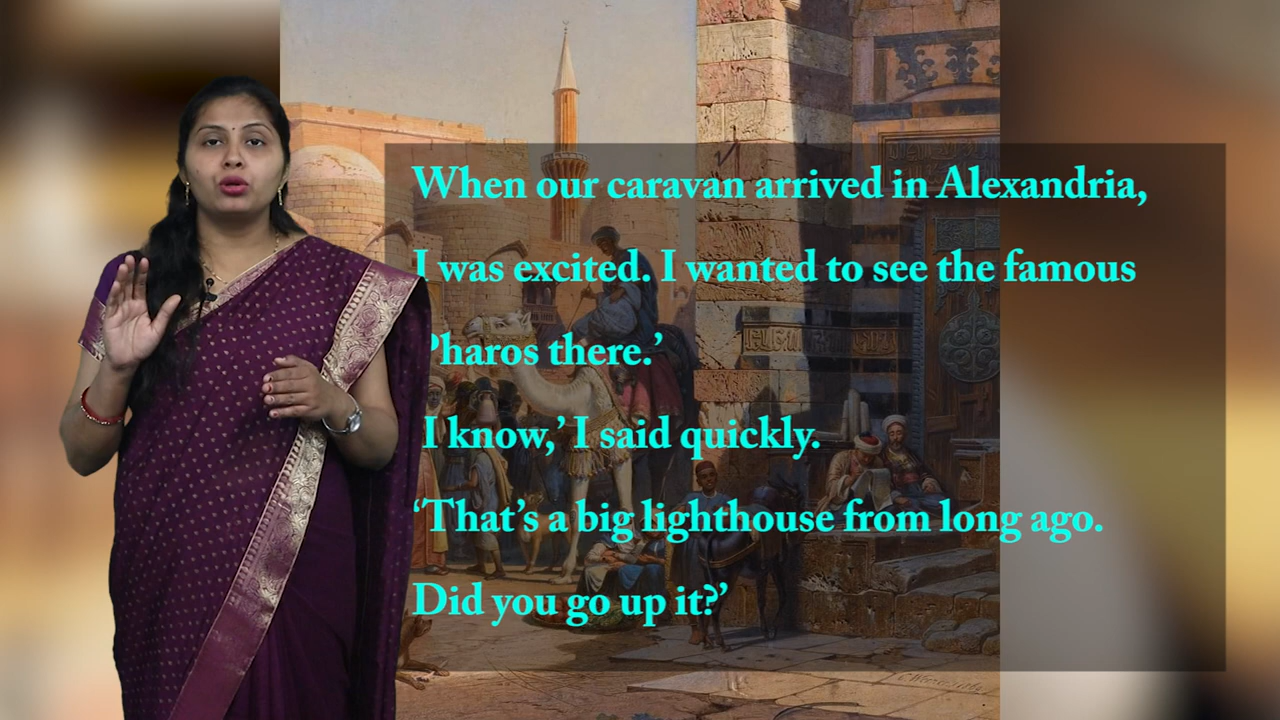 When our caravan arrived in Alexandria,
I was excited. I wanted to see the famous
Pharos there.’
I know,’ I said quickly.
‘That’s a big lighthouse from long ago.
Did you go up it?’